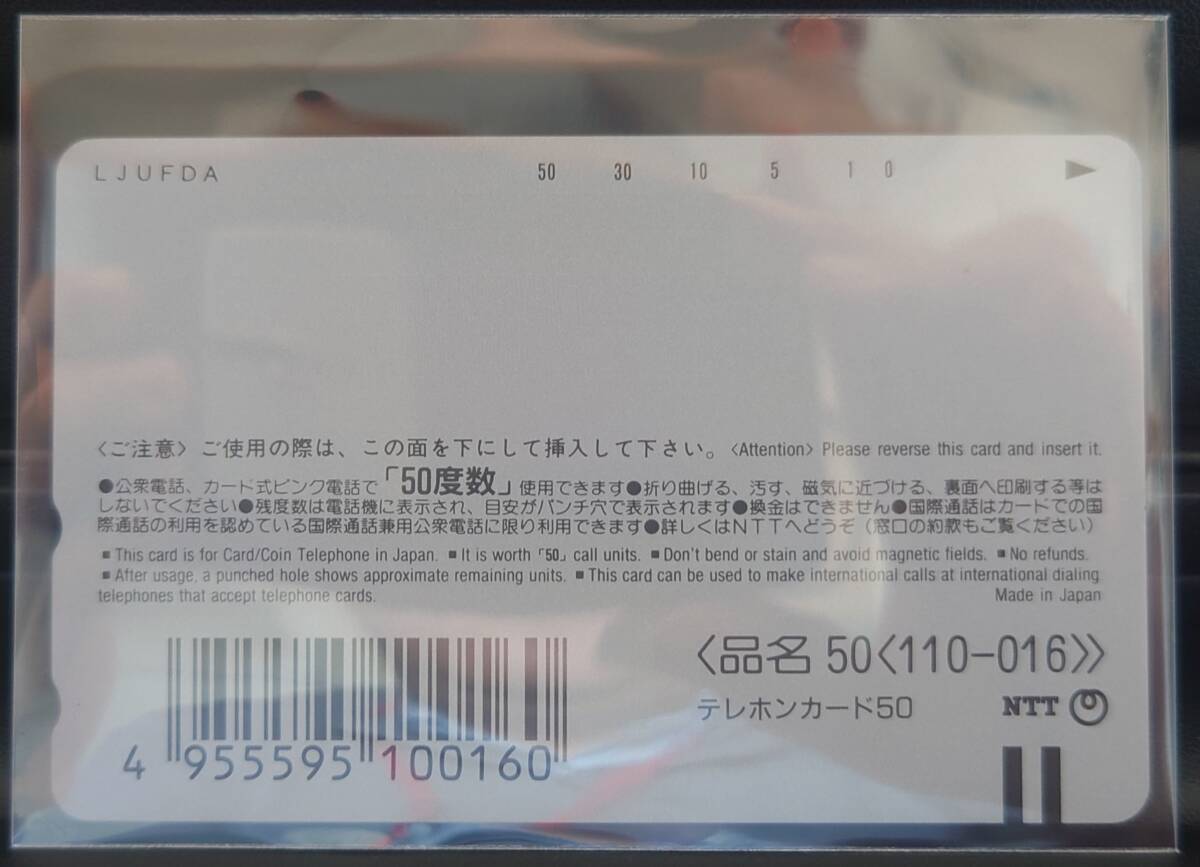 LJUFDA 50 30 10 5 1 0
〈ご注意〉ご使用の際は、この面を下にして挿入して下さい。〈Attention〉Please reverse this card and insert it.
●公衆電話、カード式ピンク電話で「50度数」使用できます●折り曲げる、汚す、磁気に近づける、裏面へ印刷する等は
しないでください●残度数は電話機に表示され、目安がパンチ穴で表示されます●換金はできません●国際通話はカードでの国
際通話の利用を認めている国際通話兼用公衆電話に限り利用できます●詳しくはNTTへどうぞ（窓口の約款もご覧ください）
■This card is for Card/Coin Telephone in Japan. ■It is worth「50」call units. ■Don't bend or stain and avoid magnetic fields. ■No refunds.
■After usage, a punched hole shows approximate remaining units. ■This card can be used to make international calls at international dialing
telephones that accept telephone cards. Made in Japan
〈品名 50〈110-016〉〉
テレホンカード50 NTT
4 955595 100160